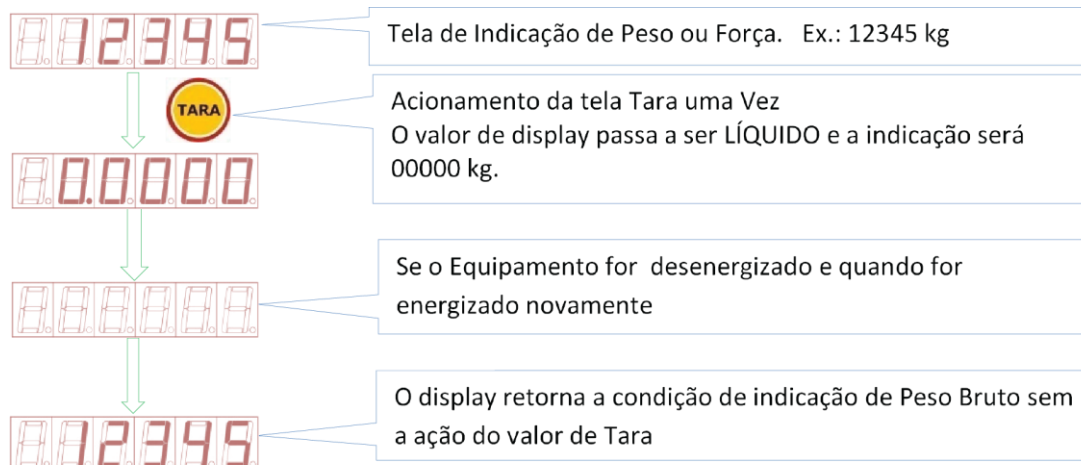 12345
Tela de Indicação de Peso ou Força. Ex.: 12345 kg
TARA
Acionamento da tela Tara uma Vez
O valor de display passa a ser LÍQUIDO e a indicação será
00000 kg.
0.0000
Se o Equipamento for desenergizado e quando for
energizado novamente
O display retorna a condição de indicação de Peso Bruto sem
a ação do valor de Tara
12345